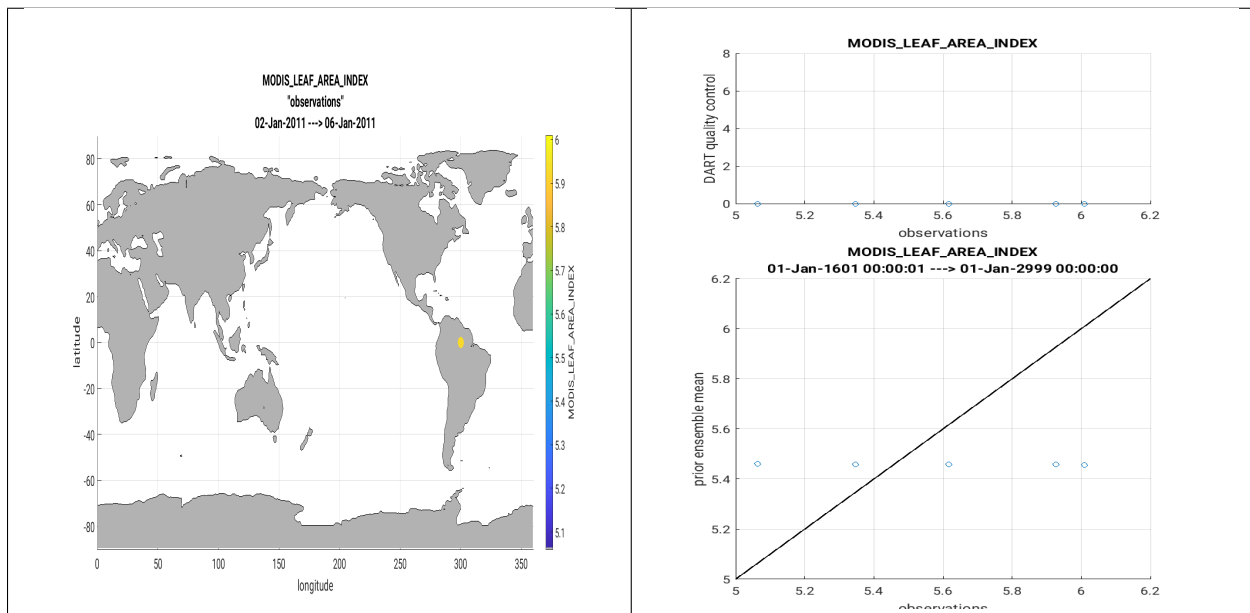 MODIS_LEAF_AREA_INDEX
"observations"
02-Jan-2011 ---> 06-Jan-2011
80
60
40
20
0
-20
-40
-60
-80
latitude
0 50 100 150 200 250 300 350
longitude
6
5.9
5.8
5.7
5.6
5.5
5.4
5.3
5.2
5.1
MODIS_LEAF_AREA_INDEX
MODIS_LEAF_AREA_INDEX
8
6
4
2
0
DART quality control
5 5.2 5.4 5.6 5.8 6 6.2
observations
MODIS_LEAF_AREA_INDEX
01-Jan-1601 00:00:01 ---> 01-Jan-2999 00:00:00
6.2
6
5.8
5.6
5.4
5.2
5
prior ensemble mean
5 5.2 5.4 5.6 5.8 6 6.2
observations